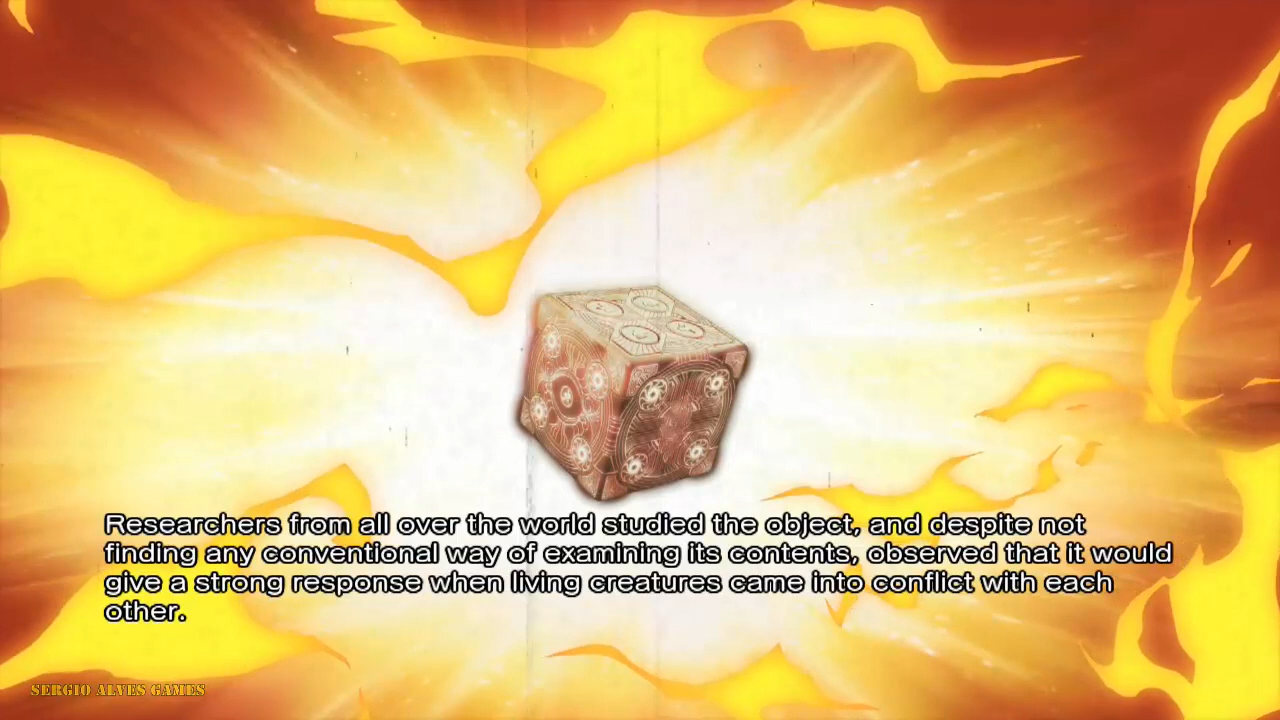 Researchers from all over the world studied the object, and despite not
finding any conventional way of examining its contents, observed that it would
give a strong response when living creatures came into conflict with each
other.
SERGIO ALVES GAMES